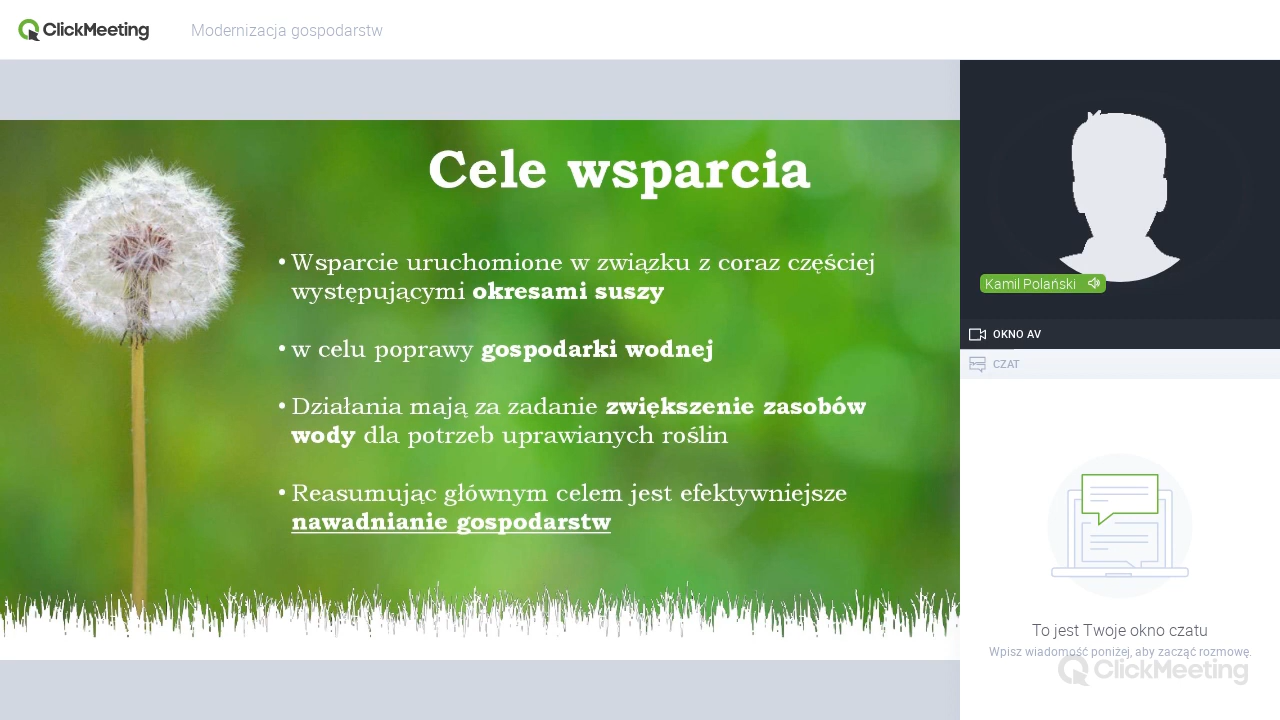 ClickMeeting
Modernizacja gospodarstw
Cele wsparcia
• Wsparcie uruchomione w związku z coraz częściej
występującymi okresami suszy
• w celu poprawy gospodarki wodnej
• Działania mają za zadanie zwiększenie zasobów
wody dla potrzeb uprawianych roślin
• Reasumując głównym celem jest efektywniejsze
nawadnianie gospodarstw
Kamil Polański
OKNO AV
CZAT
To jest Twoje okno czatu
Wpisz wiadomość poniżej, aby zacząć rozmowę.
ClickMeeting